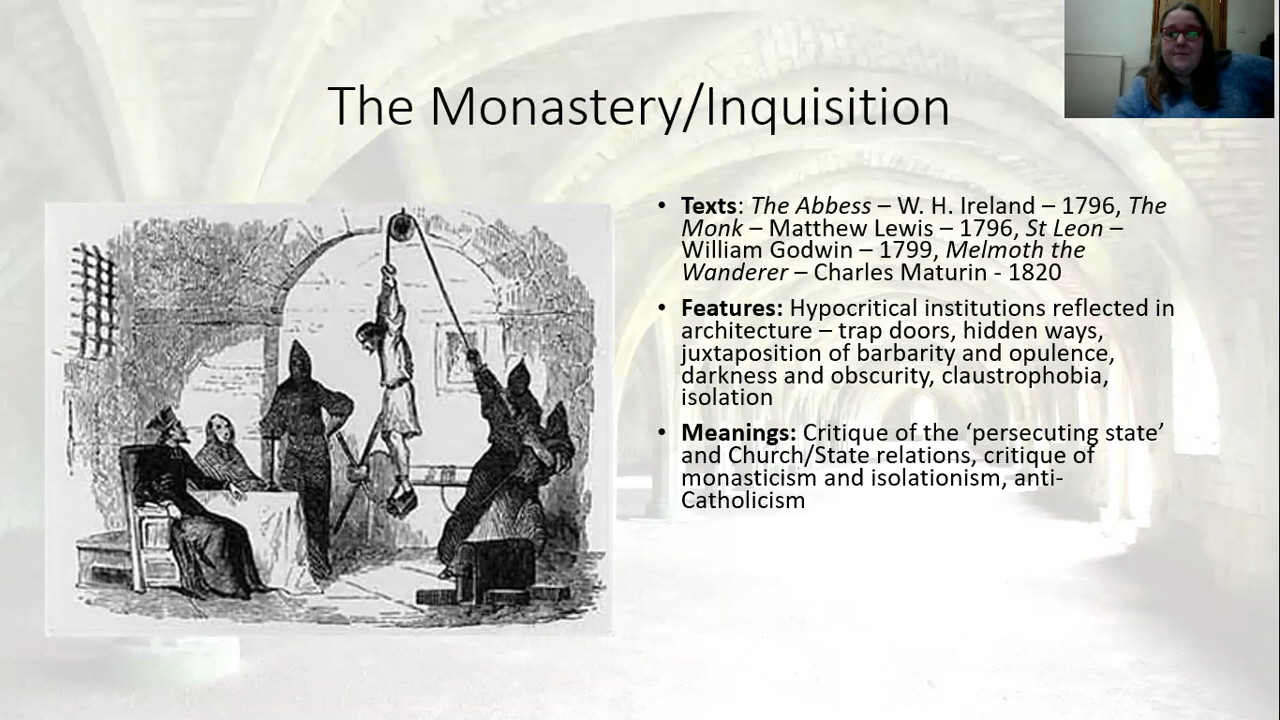 The Monastery/Inquisition
• Texts: The Abbess – W. H. Ireland – 1796, The
Monk – Matthew Lewis – 1796, St Leon –
William Godwin – 1799, Melmoth the
Wanderer – Charles Maturin - 1820
• Features: Hypocritical institutions reflected in
architecture – trap doors, hidden ways,
juxtaposition of barbarity and opulence,
darkness and obscurity, claustrophobia,
isolation
• Meanings: Critique of the ‘persecuting state’
and Church/State relations, critique of
monasticism and isolationism, anti-
Catholicism